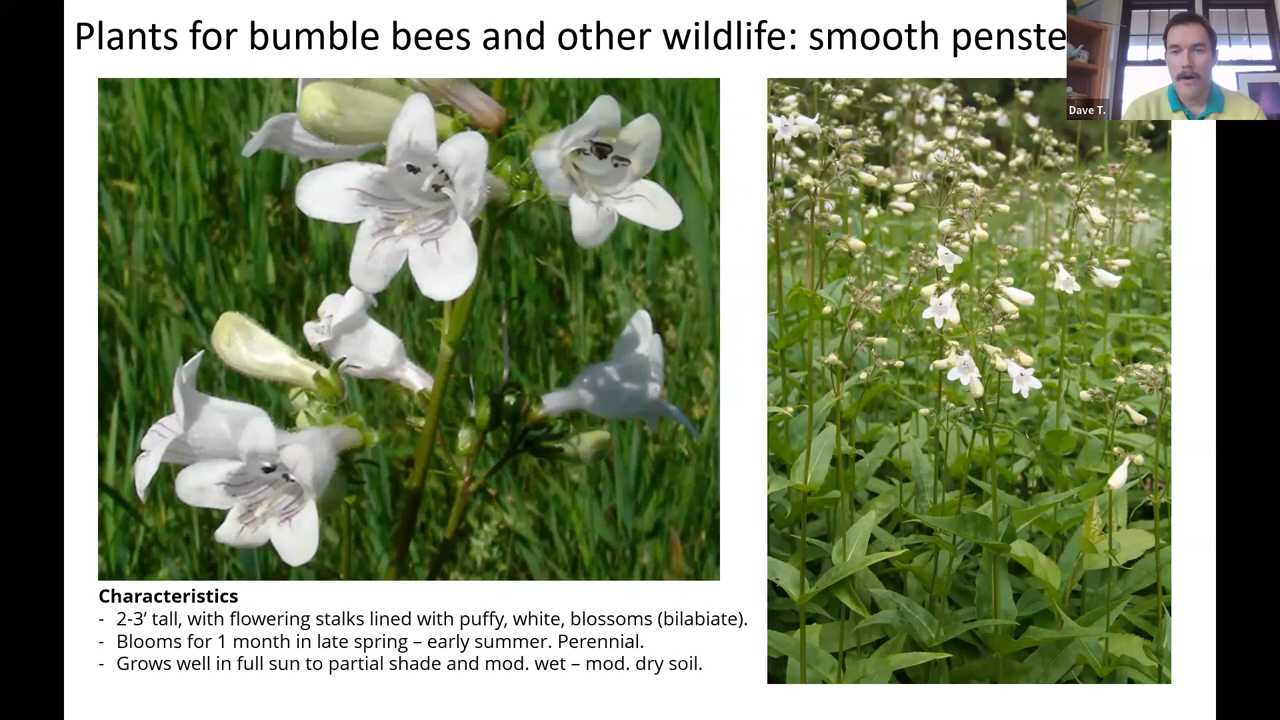 Plants for bumble bees and other wildlife: smooth penste
Dave T.
Characteristics
- 2-3’ tall, with flowering stalks lined with puffy, white, blossoms (bilabiate).
- Blooms for 1 month in late spring – early summer. Perennial.
- Grows well in full sun to partial shade and mod. wet – mod. dry soil.